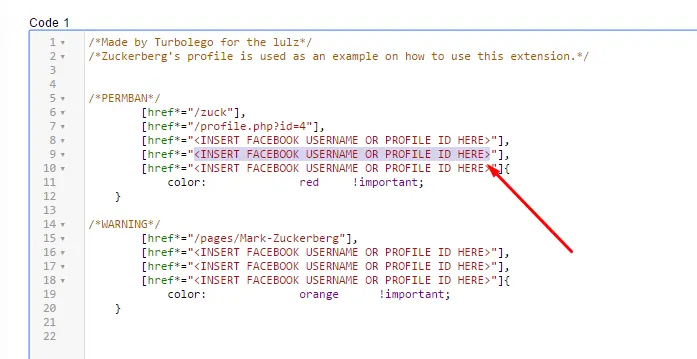 Code 1
1 /*Made by Turbolego for the lulz*/
2 /*Zuckerberg's profile is used as an example on how to use this extension.*/
3
4
5 /*PERMBAN*/
6 [href*="/zuck"],
7 [href*="/profile.php?id=4"],
8 [href*="<INSERT FACEBOOK USERNAME OR PROFILE ID HERE>"],
9 [href*="<INSERT FACEBOOK USERNAME OR PROFILE ID HERE>"],
10 [href*="<INSERT FACEBOOK USERNAME OR PROFILE ID HERE>"]{
11 color: red !important;
12 }
13
14 /*WARNING*/
15 [href*="/pages/Mark-Zuckerberg"],
16 [href*="<INSERT FACEBOOK USERNAME OR PROFILE ID HERE>"],
17 [href*="<INSERT FACEBOOK USERNAME OR PROFILE ID HERE>"],
18 [href*="<INSERT FACEBOOK USERNAME OR PROFILE ID HERE>"]{
19 color: orange !important;
20 }
21
22